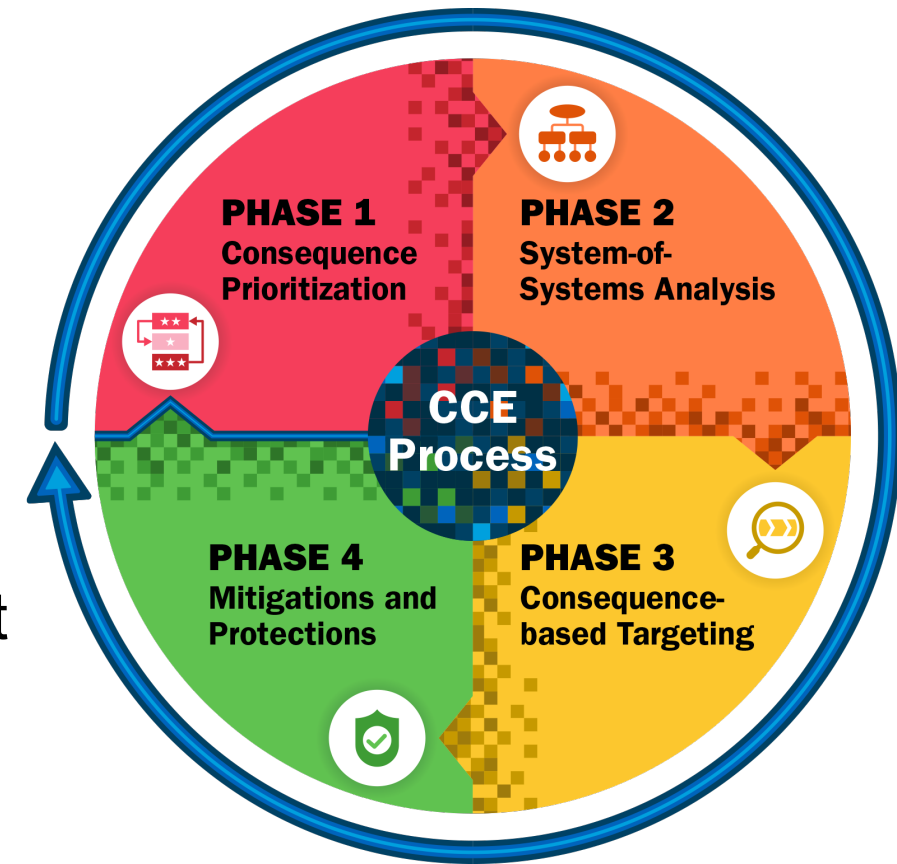 PHASE 1
Consequence
Prioritization
PHASE 2
System-of-
Systems Analysis
CCE
Process
PHASE 4
Mitigations and
Protections
PHASE 3
Consequence-
based Targeting
t